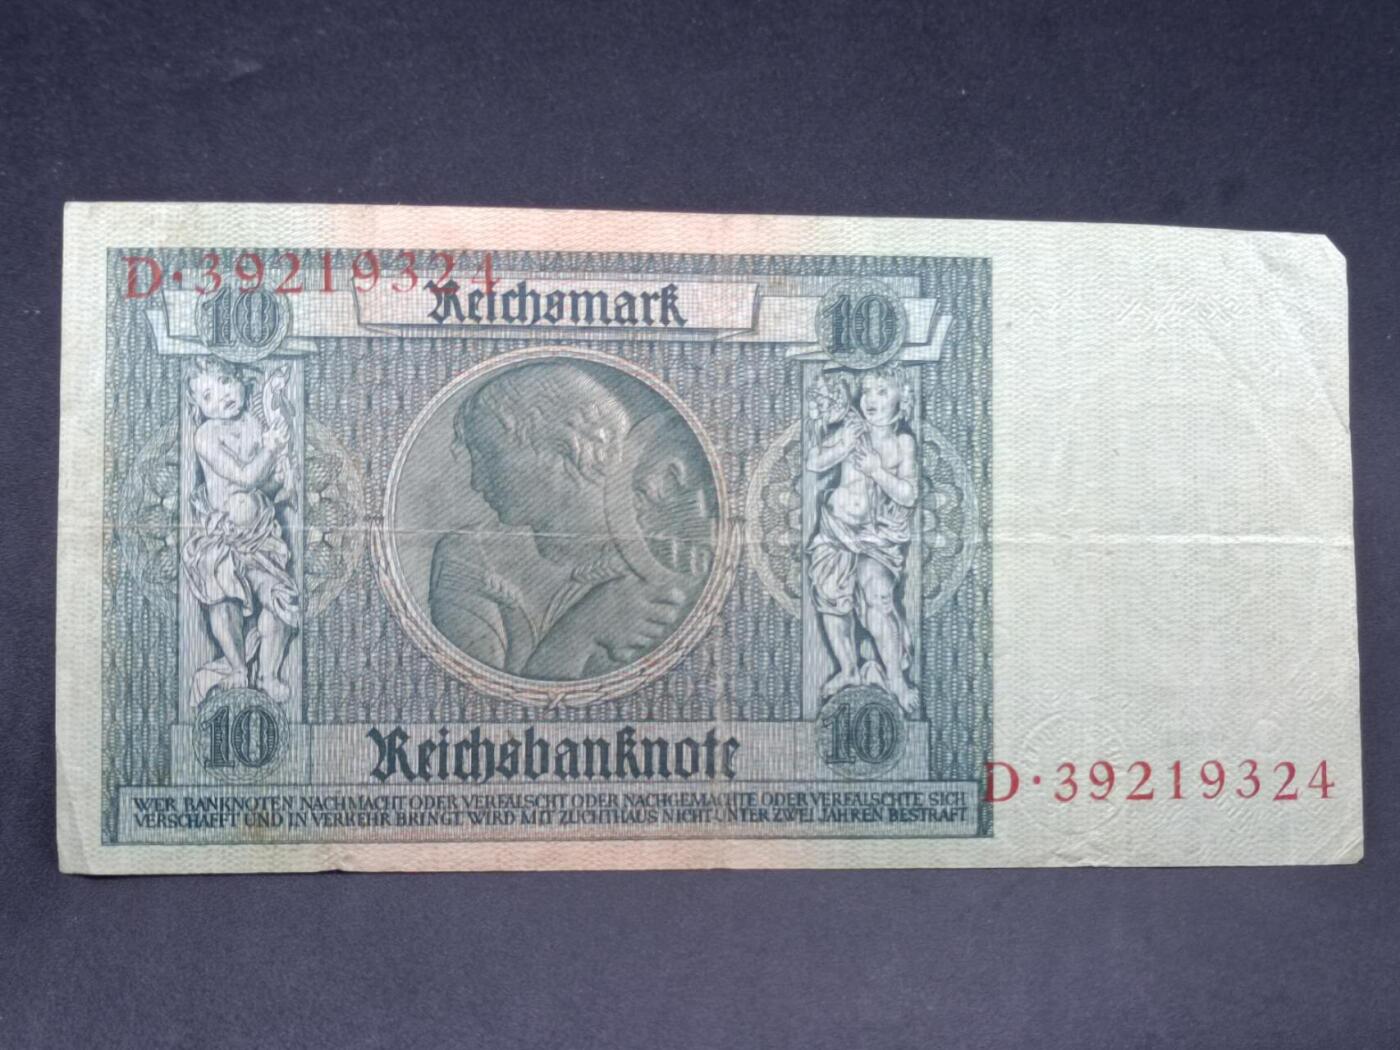 D·39219324
10 Reichsmark 10
10 Reichsbanknote 10
WER BANKNOTEN NACHMACHT ODER VERFÄLSCHT ODER NACHGEMACHTE ODER VERFÄLSCHTE SICH
VERSCHAFFT UND IN VERKEHR BRINGT, WIRD MIT ZUCHTHAUS NICHT UNTER ZWEI JAHREN BESTRAFT
D·39219324